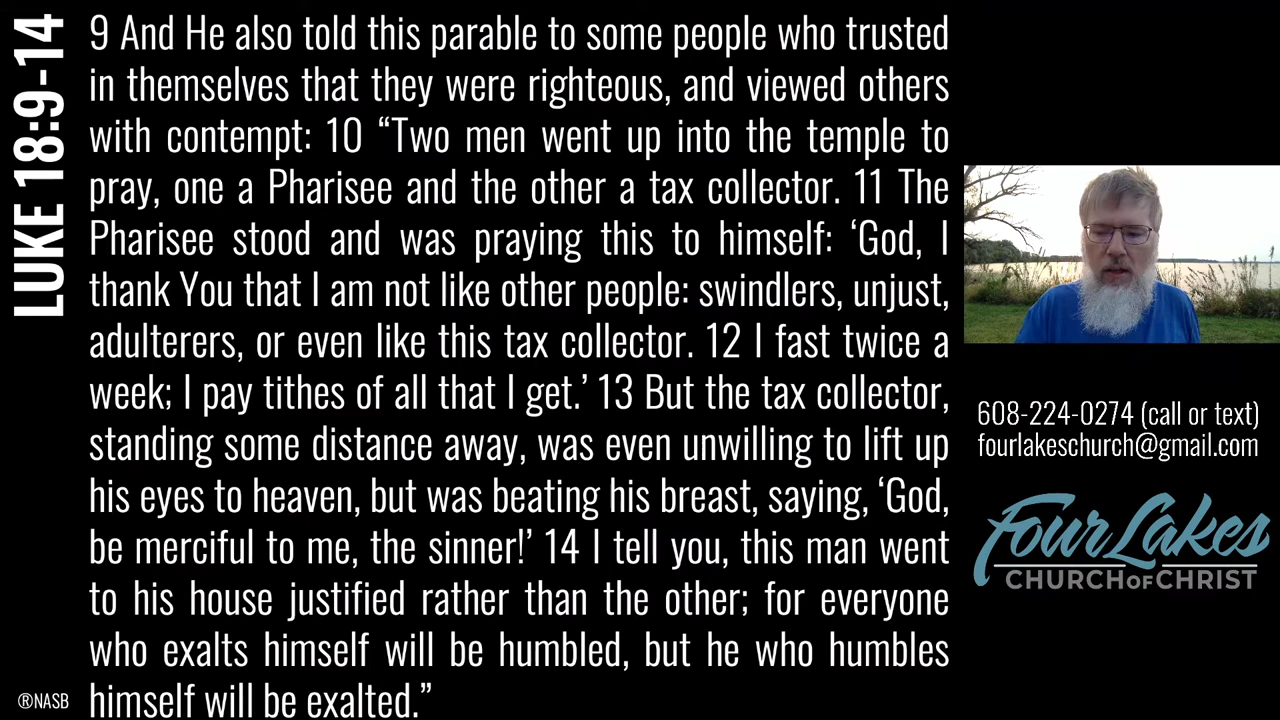 LUKE 18:9-14
9 And He also told this parable to some people who trusted
in themselves that they were righteous, and viewed others
with contempt: 10 “Two men went up into the temple to
pray, one a Pharisee and the other a tax collector. 11 The
Pharisee stood and was praying this to himself: ‘God, I
thank You that I am not like other people: swindlers, unjust,
adulterers, or even like this tax collector. 12 I fast twice a
week; I pay tithes of all that I get.’ 13 But the tax collector,
standing some distance away, was even unwilling to lift up
his eyes to heaven, but was beating his breast, saying, ‘God,
be merciful to me, the sinner!’ 14 I tell you, this man went
to his house justified rather than the other; for everyone
who exalts himself will be humbled, but he who humbles
himself will be exalted.”
®NASB
608-224-0274 (call or text)
fourlakeschurch@gmail.com
Four Lakes
CHURCH OF CHRIST